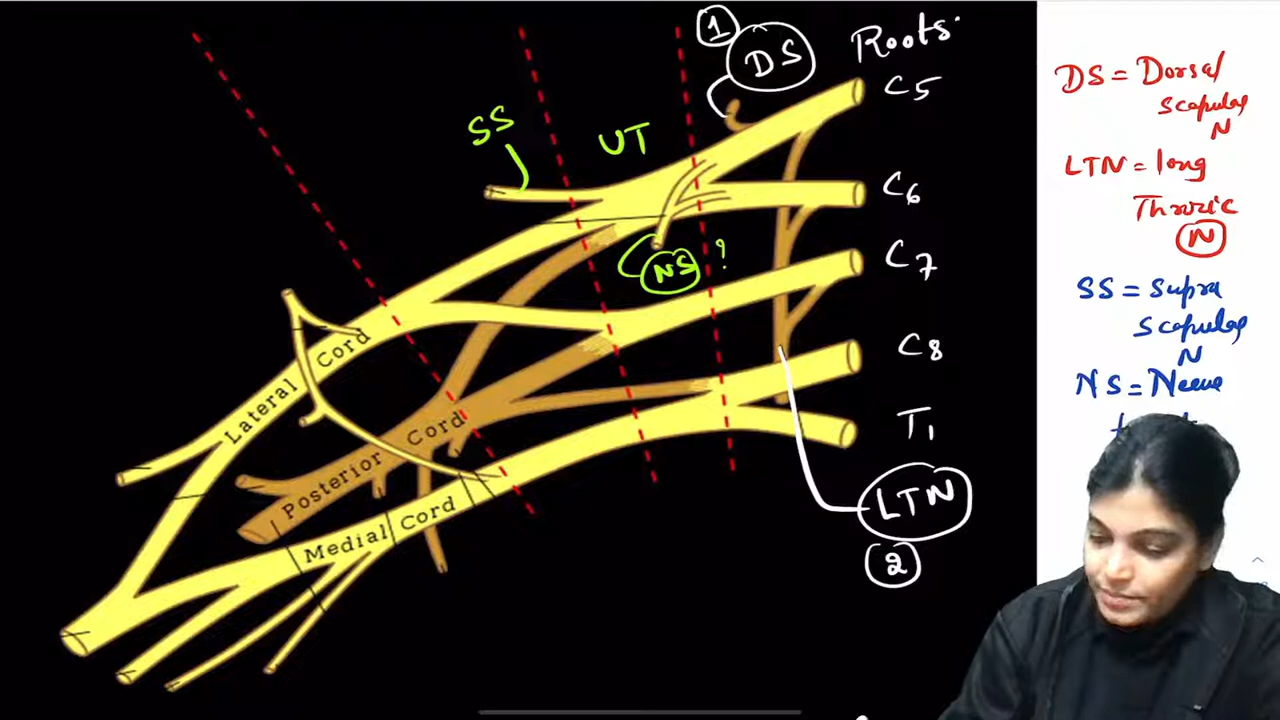 1
DS
Roots
C5
SS
UT
C6
NS ?
C7
C8
T1
LTN
2
Lateral Cord
Posterior Cord
Medial Cord
DS = Dorsal
Scapular
N
LTN = long
Thoracic
N
SS = Supra
Scapular
N
NS = Nerve